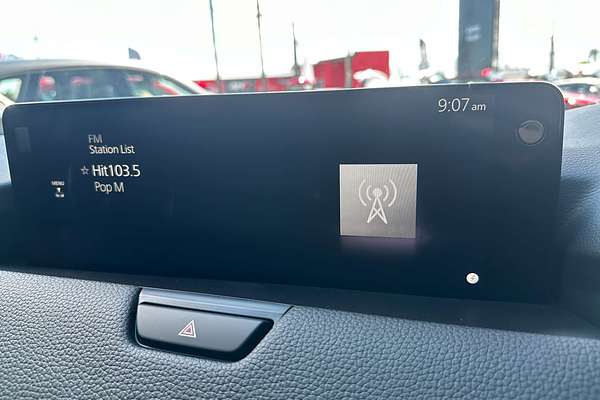 9:07 am
FM
Station List
☆ Hit103.5
Pop M
MENU